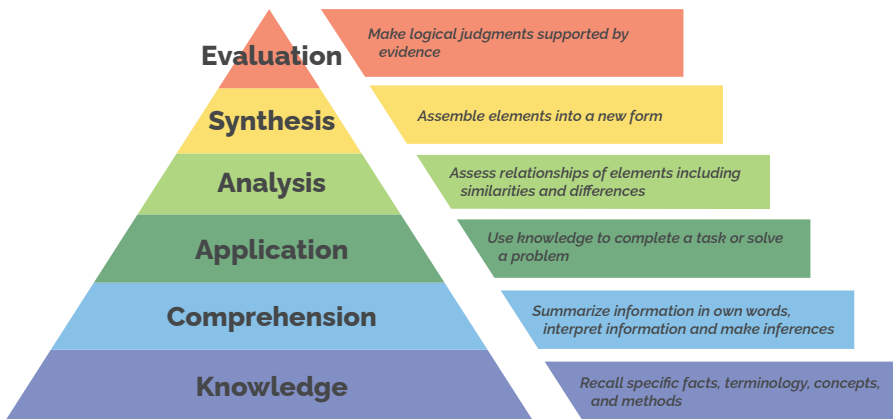 Evaluation
Make logical judgments supported by
evidence
Synthesis
Assemble elements into a new form
Analysis
Assess relationships of elements including
similarities and differences
Application
Use knowledge to complete a task or solve
a problem
Comprehension
Summarize information in own words,
interpret information and make inferences
Knowledge
Recall specific facts, terminology, concepts,
and methods